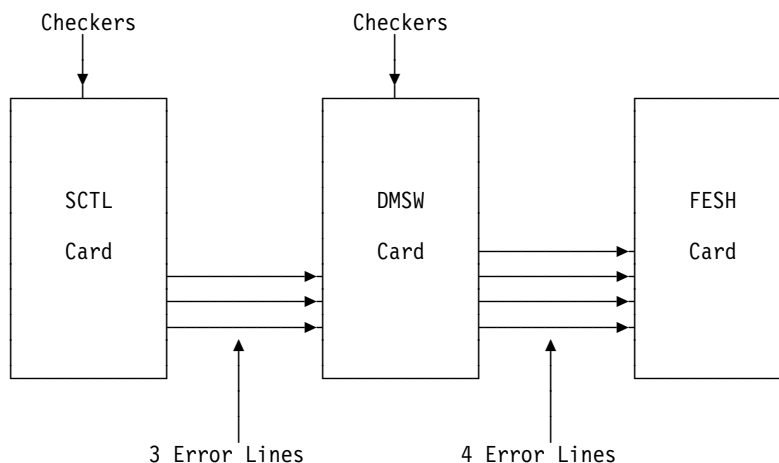 Checkers Checkers
SCTL DMSW FESH
Card Card Card
3 Error Lines 4 Error Lines